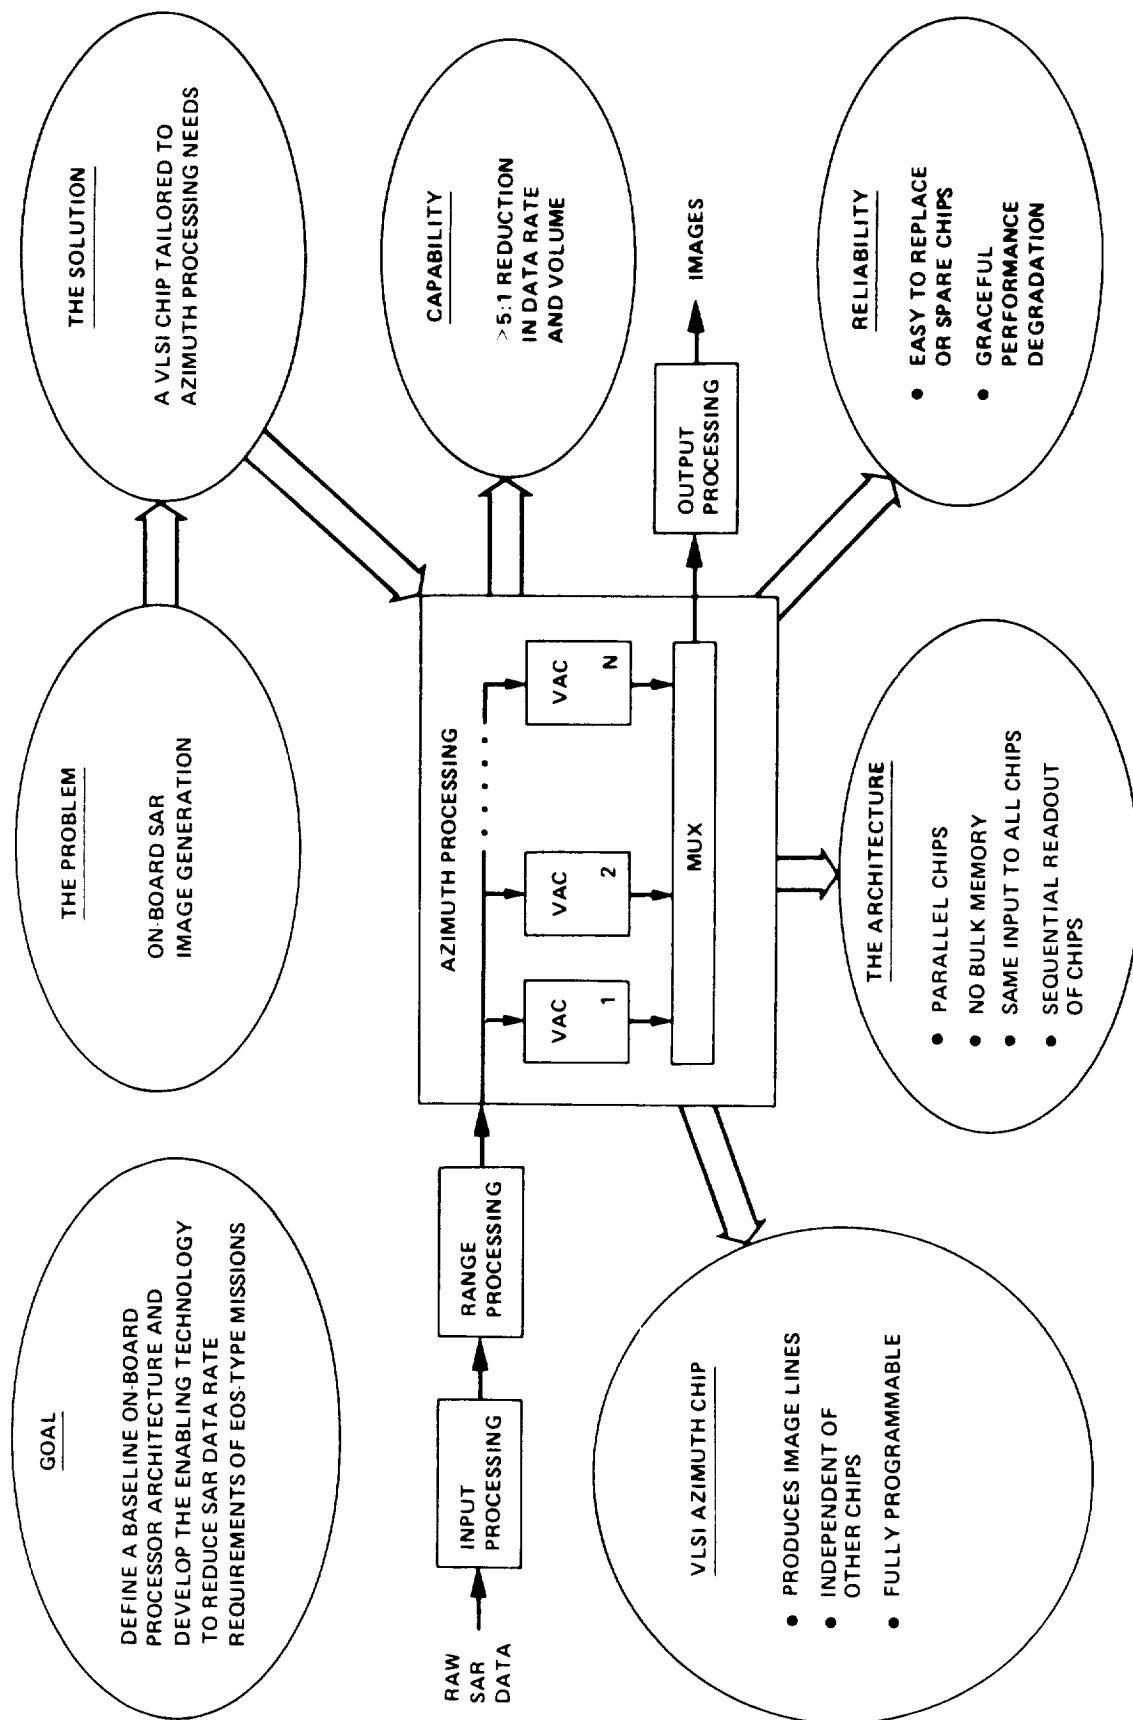 GOAL
DEFINE A BASELINE ON-BOARD
PROCESSOR ARCHITECTURE AND
DEVELOP THE ENABLING TECHNOLOGY
TO REDUCE SAR DATA RATE
REQUIREMENTS OF EOS-TYPE MISSIONS
THE PROBLEM
ON-BOARD SAR
IMAGE GENERATION
THE SOLUTION
A VLSI CHIP TAILORED TO
AZIMUTH PROCESSING NEEDS
RAW
SAR
DATA
INPUT
PROCESSING
RANGE
PROCESSING
AZIMUTH PROCESSING
VAC
1
VAC
2
VAC
N
MUX
OUTPUT
PROCESSING
IMAGES
CAPABILITY
>5:1 REDUCTION
IN DATA RATE
AND VOLUME
VLSI AZIMUTH CHIP
• PRODUCES IMAGE LINES
• INDEPENDENT OF
OTHER CHIPS
• FULLY PROGRAMMABLE
THE ARCHITECTURE
• PARALLEL CHIPS
• NO BULK MEMORY
• SAME INPUT TO ALL CHIPS
• SEQUENTIAL READOUT
OF CHIPS
RELIABILITY
• EASY TO REPLACE
OR SPARE CHIPS
• GRACEFUL
PERFORMANCE
DEGRADATION